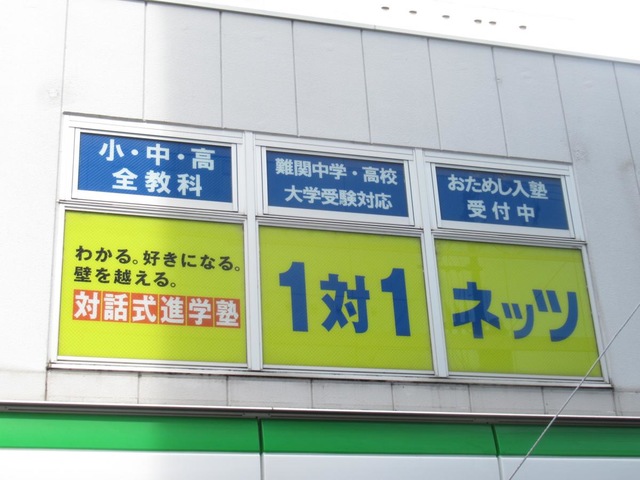 小・中・高
全教科
難関中学・高校
大学受験対応
おためし入塾
受付中
わかる。好きになる。
壁を越える。
対話式進学塾
1対1
ネッツ